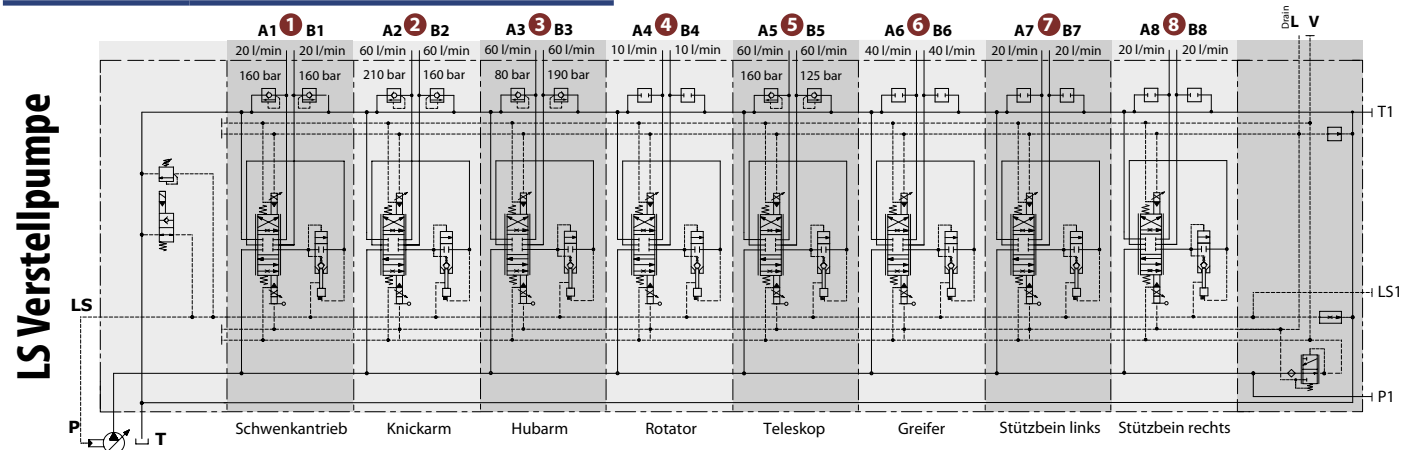 LS Verstellpumpe
A1 1 B1
A2 2 B2
A3 3 B3
A4 4 B4
A5 5 B5
A6 6 B6
A7 7 B7
A8 8 B8
Drain
L V
20 l/min 20 l/min
60 l/min 60 l/min
60 l/min 60 l/min
10 l/min 10 l/min
60 l/min 60 l/min
40 l/min 40 l/min
20 l/min 20 l/min
20 l/min 20 l/min
160 bar 160 bar
210 bar 160 bar
80 bar 190 bar
160 bar 125 bar
T1
LS
LS1
P1
P
T
Schwenkantrieb
Knickarm
Hubarm
Rotator
Teleskop
Greifer
Stützbein links
Stützbein rechts